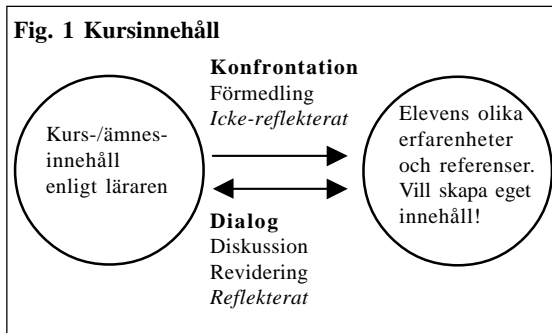 Fig. 1 Kursinnehåll
Kurs-/ämnes-
innehåll
enligt läraren
Konfrontation
Förmedling
Icke-reflekterat
Dialog
Diskussion
Revidering
Reflekterat
Elevens olika
erfarenheter
och referenser.
Vill skapa eget
innehåll!